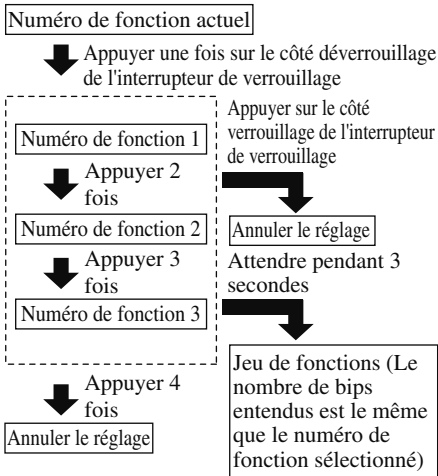 Numéro de fonction actuel
Appuyer une fois sur le côté déverrouillage
de l'interrupteur de verrouillage
Appuyer sur le côté
verrouillage de l'interrupteur
de verrouillage
Numéro de fonction 1
Appuyer 2
fois
Numéro de fonction 2
Annuler le réglage
Appuyer 3
fois
Attendre pendant 3
secondes
Numéro de fonction 3
Jeu de fonctions (Le
nombre de bips
entendus est le même
que le numéro de
fonction sélectionné)
Appuyer 4
fois
Annuler le réglage